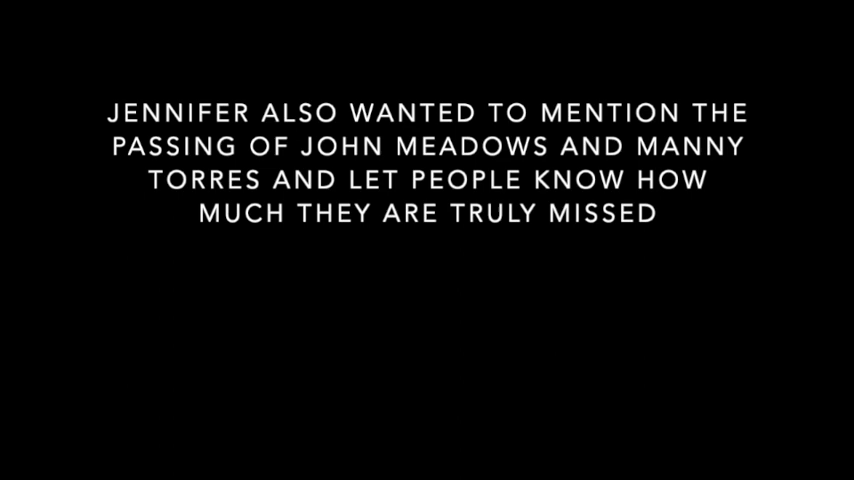 JENNIFER ALSO WANTED TO MENTION THE
PASSING OF JOHN MEADOWS AND MANNY
TORRES AND LET PEOPLE KNOW HOW
MUCH THEY ARE TRULY MISSED